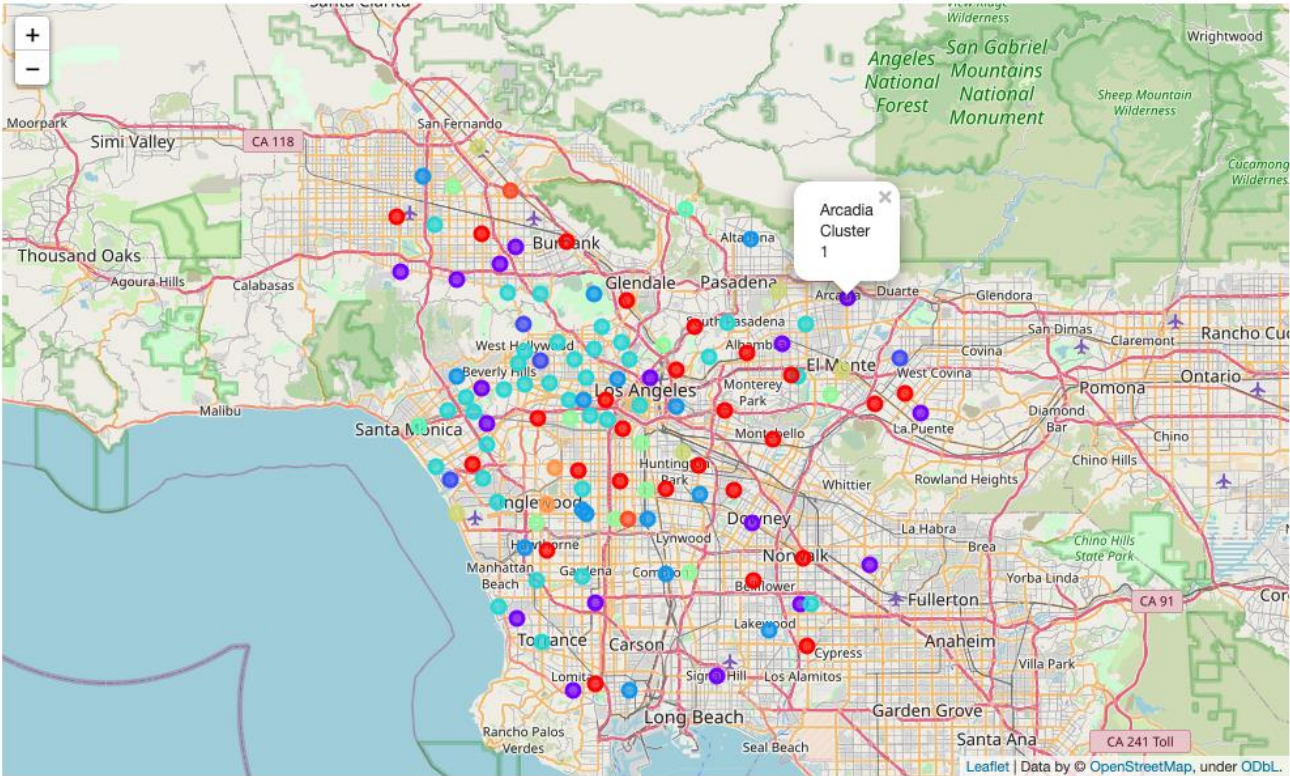 Santa Clarita
View Ridge
Wilderness
+
−
Wrightwood
Angeles
National
Forest
San Gabriel
Mountains
National
Monument
Sheep Mountain
Wilderness
Moorpark
Simi Valley
CA 118
San Fernando
Arcadia
Cluster
1
×
Thousand Oaks
Agoura Hills
Calabasas
Burbank
Altadena
Glendale
Pasadena
Arcadia
Duarte
Glendora
South Pasadena
San Dimas
Claremont
West Hollywood
Alhambra
Covina
Beverly Hills
El Monte
West Covina
Ontario
Los Angeles
Monterey
Park
Pomona
Malibu
Diamond
Bar
Santa Monica
Montebello
La Puente
Chino
Huntington
Park
Chino Hills
Whittier
Rowland Heights
Inglewood
Downey
La Habra
Hawthorne
Lynwood
Norwalk
Brea
Chino Hills
State Park
Manhattan
Beach
Gardena
Compton
Bellflower
Yorba Linda
Fullerton
CA 91
Lakewood
Torrance
Carson
Cypress
Anaheim
Villa Park
Lomita
Signal Hill
Los Alamitos
Long Beach
Garden Grove
Rancho Palos
Verdes
Seal Beach
Santa Ana
CA 241 Toll
Leaflet | Data by © OpenStreetMap, under ODbL.